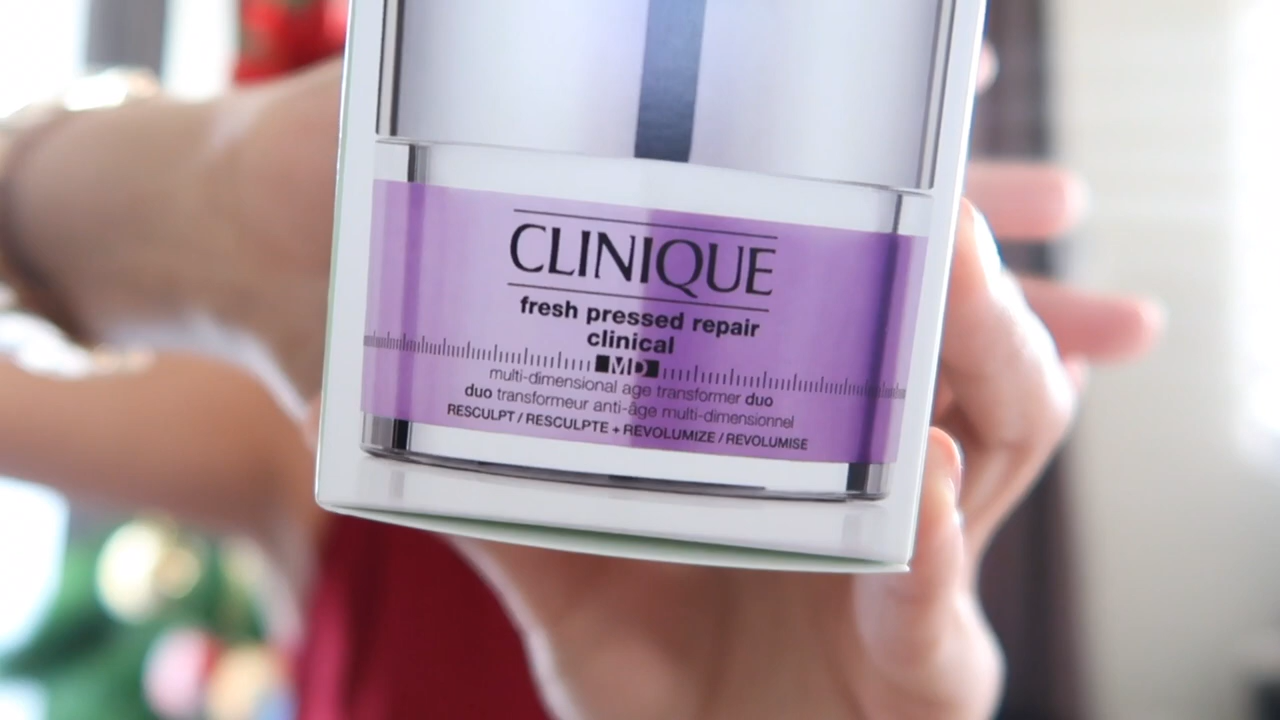 CLINIQUE
fresh pressed repair
clinical
MD
multi-dimensional age transformer duo
duo transformeur anti-âge multi-dimensionnel
RESCULPT / RESCULPTE + REVOLUMIZE / REVOLUMISE